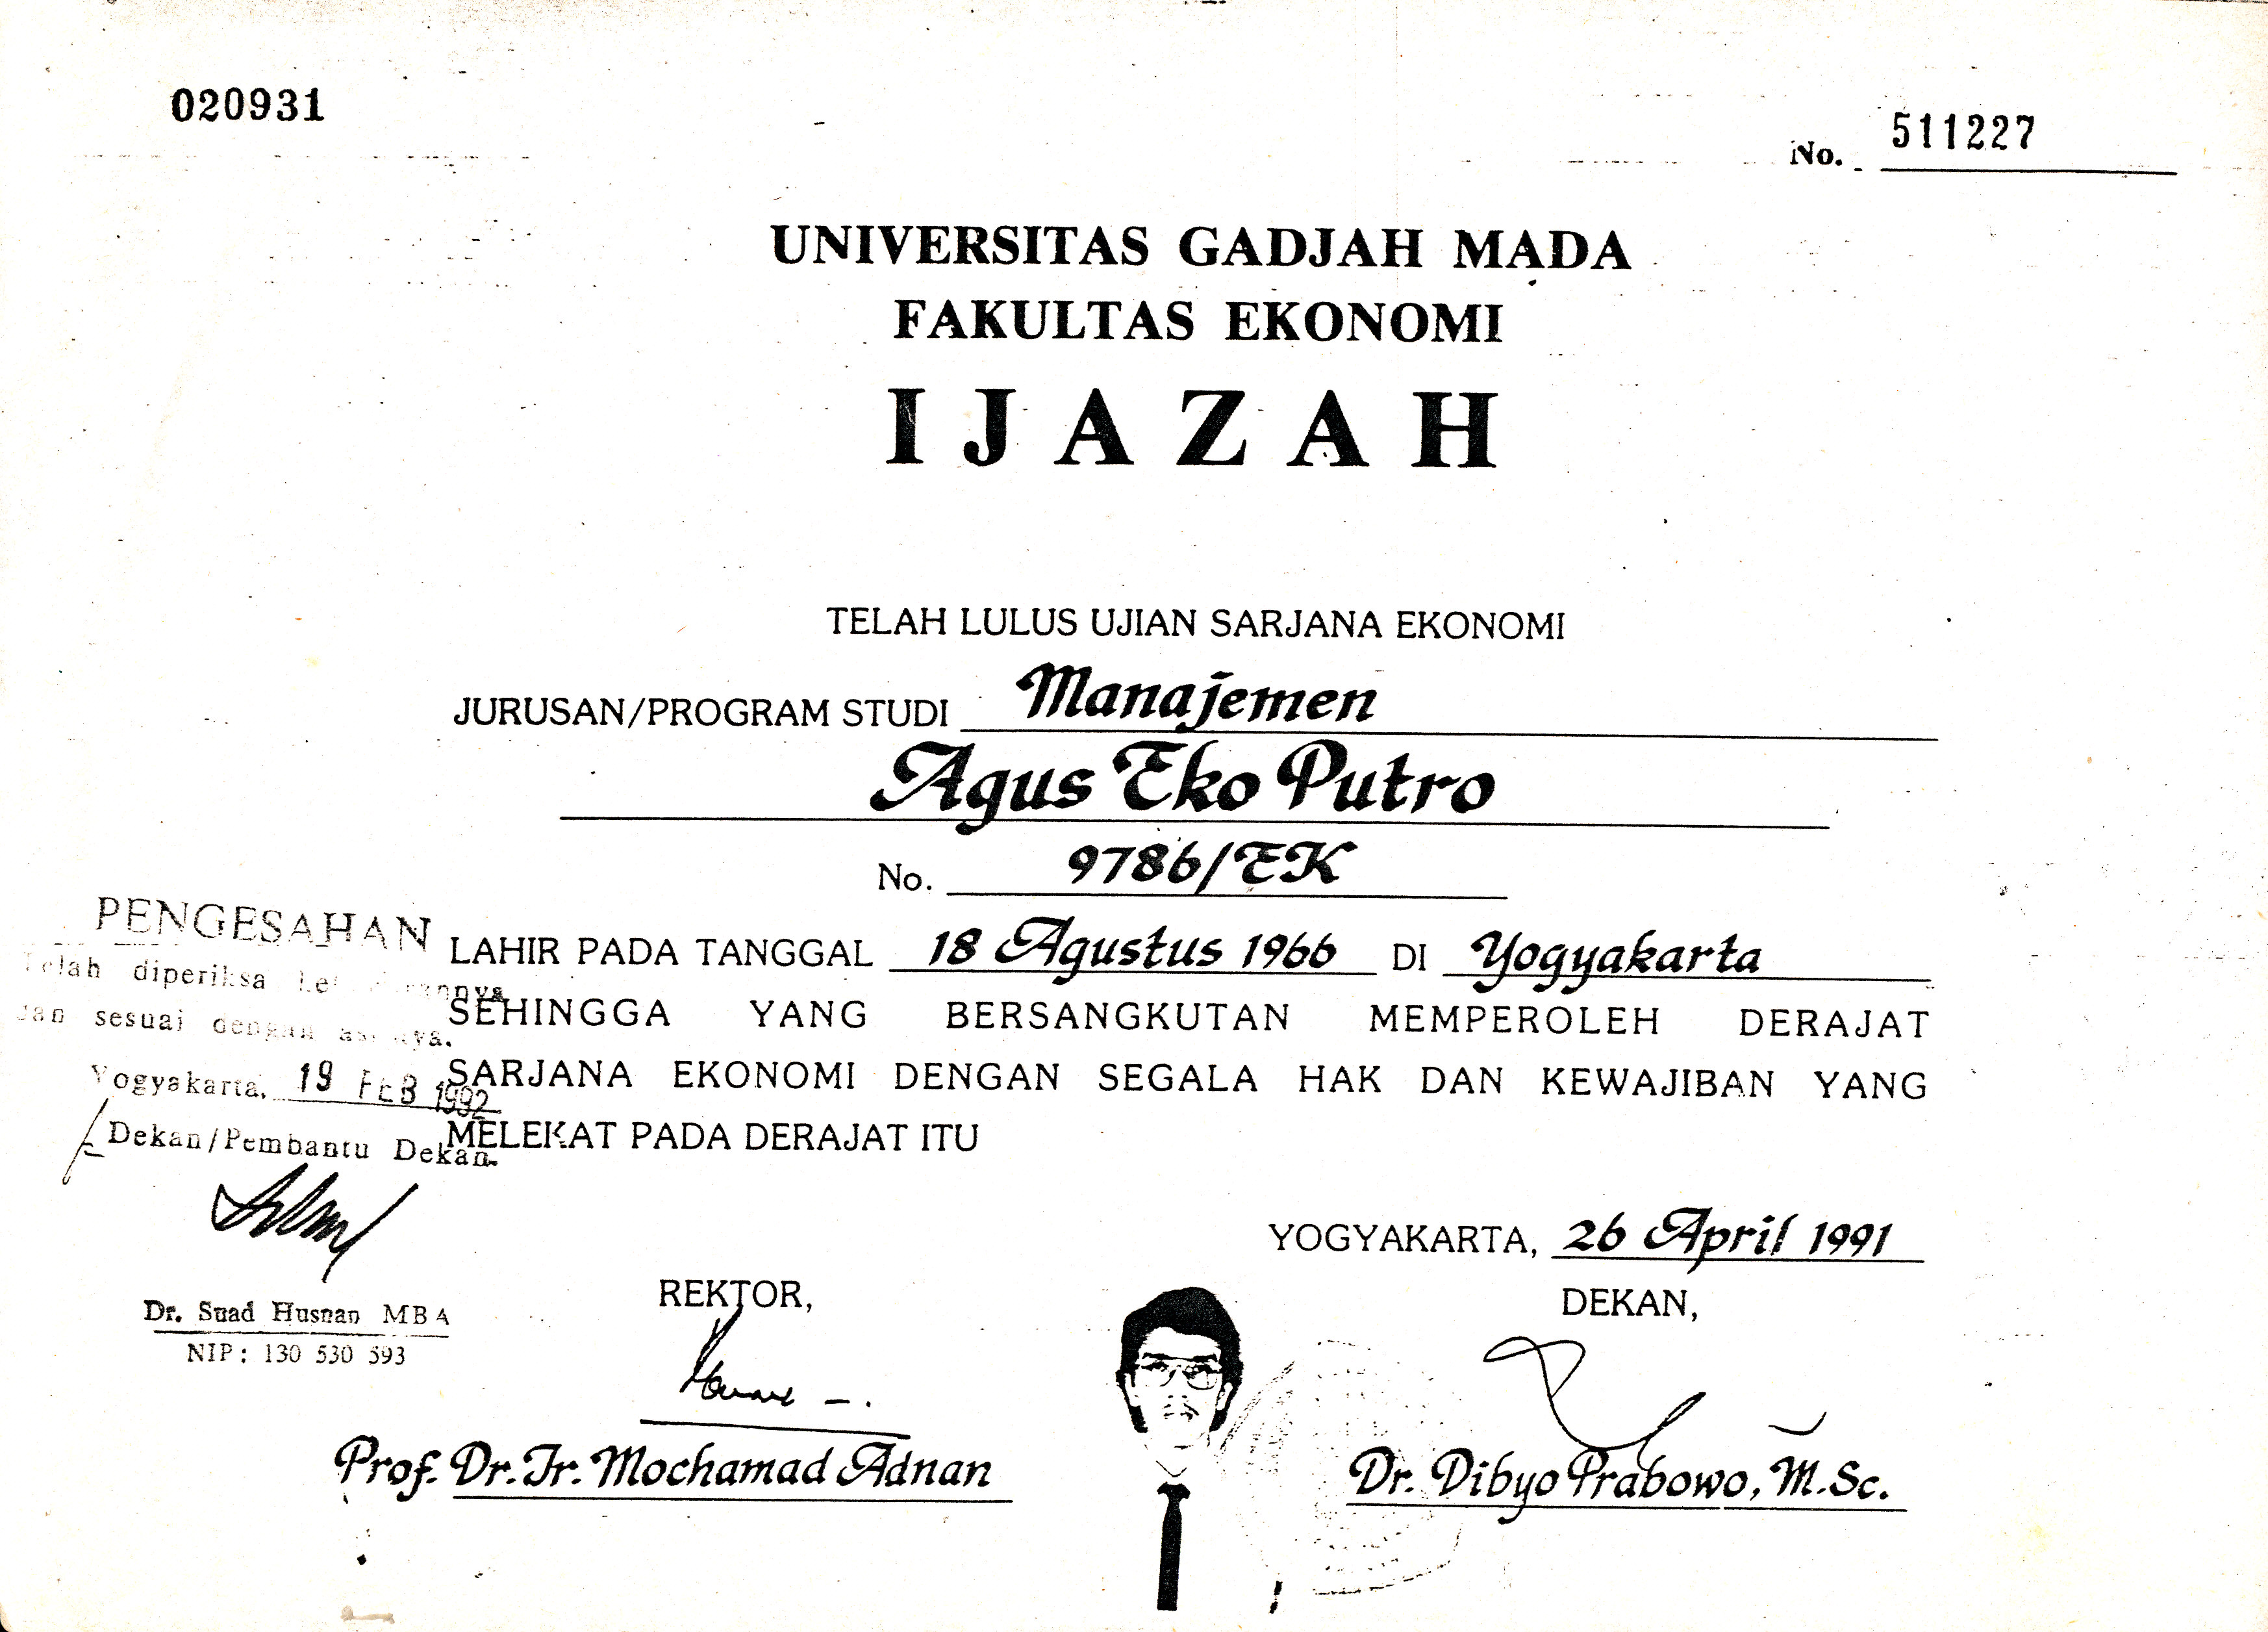 020931
No. 511227
UNIVERSITAS GADJAH MADA
FAKULTAS EKONOMI
IJAZAH
TELAH LULUS UJIAN SARJANA EKONOMI
JURUSAN/PROGRAM STUDI Manajemen
Agus Eko Putro
No. 9786/EK
LAHIR PADA TANGGAL 18 Agustus 1966 DI Yogyakarta
SEHINGGA YANG BERSANGKUTAN MEMPEROLEH DERAJAT
SARJANA EKONOMI DENGAN SEGALA HAK DAN KEWAJIBAN YANG
MELEKAT PADA DERAJAT ITU
PENGESAHAN
Telah diperiksa
dan sesuai dengan
Yogyakarta, 19 FEB 1992
Dekan/Pembantu Dekan.
Dr. Suad Husnan MBA
NIP: 130 530 593
YOGYAKARTA, 26 April 1991
REKTOR,
Prof. Dr. Ir. Mochamad Adnan
DEKAN,
Dr. Dibyo Prabowo, M.Sc.